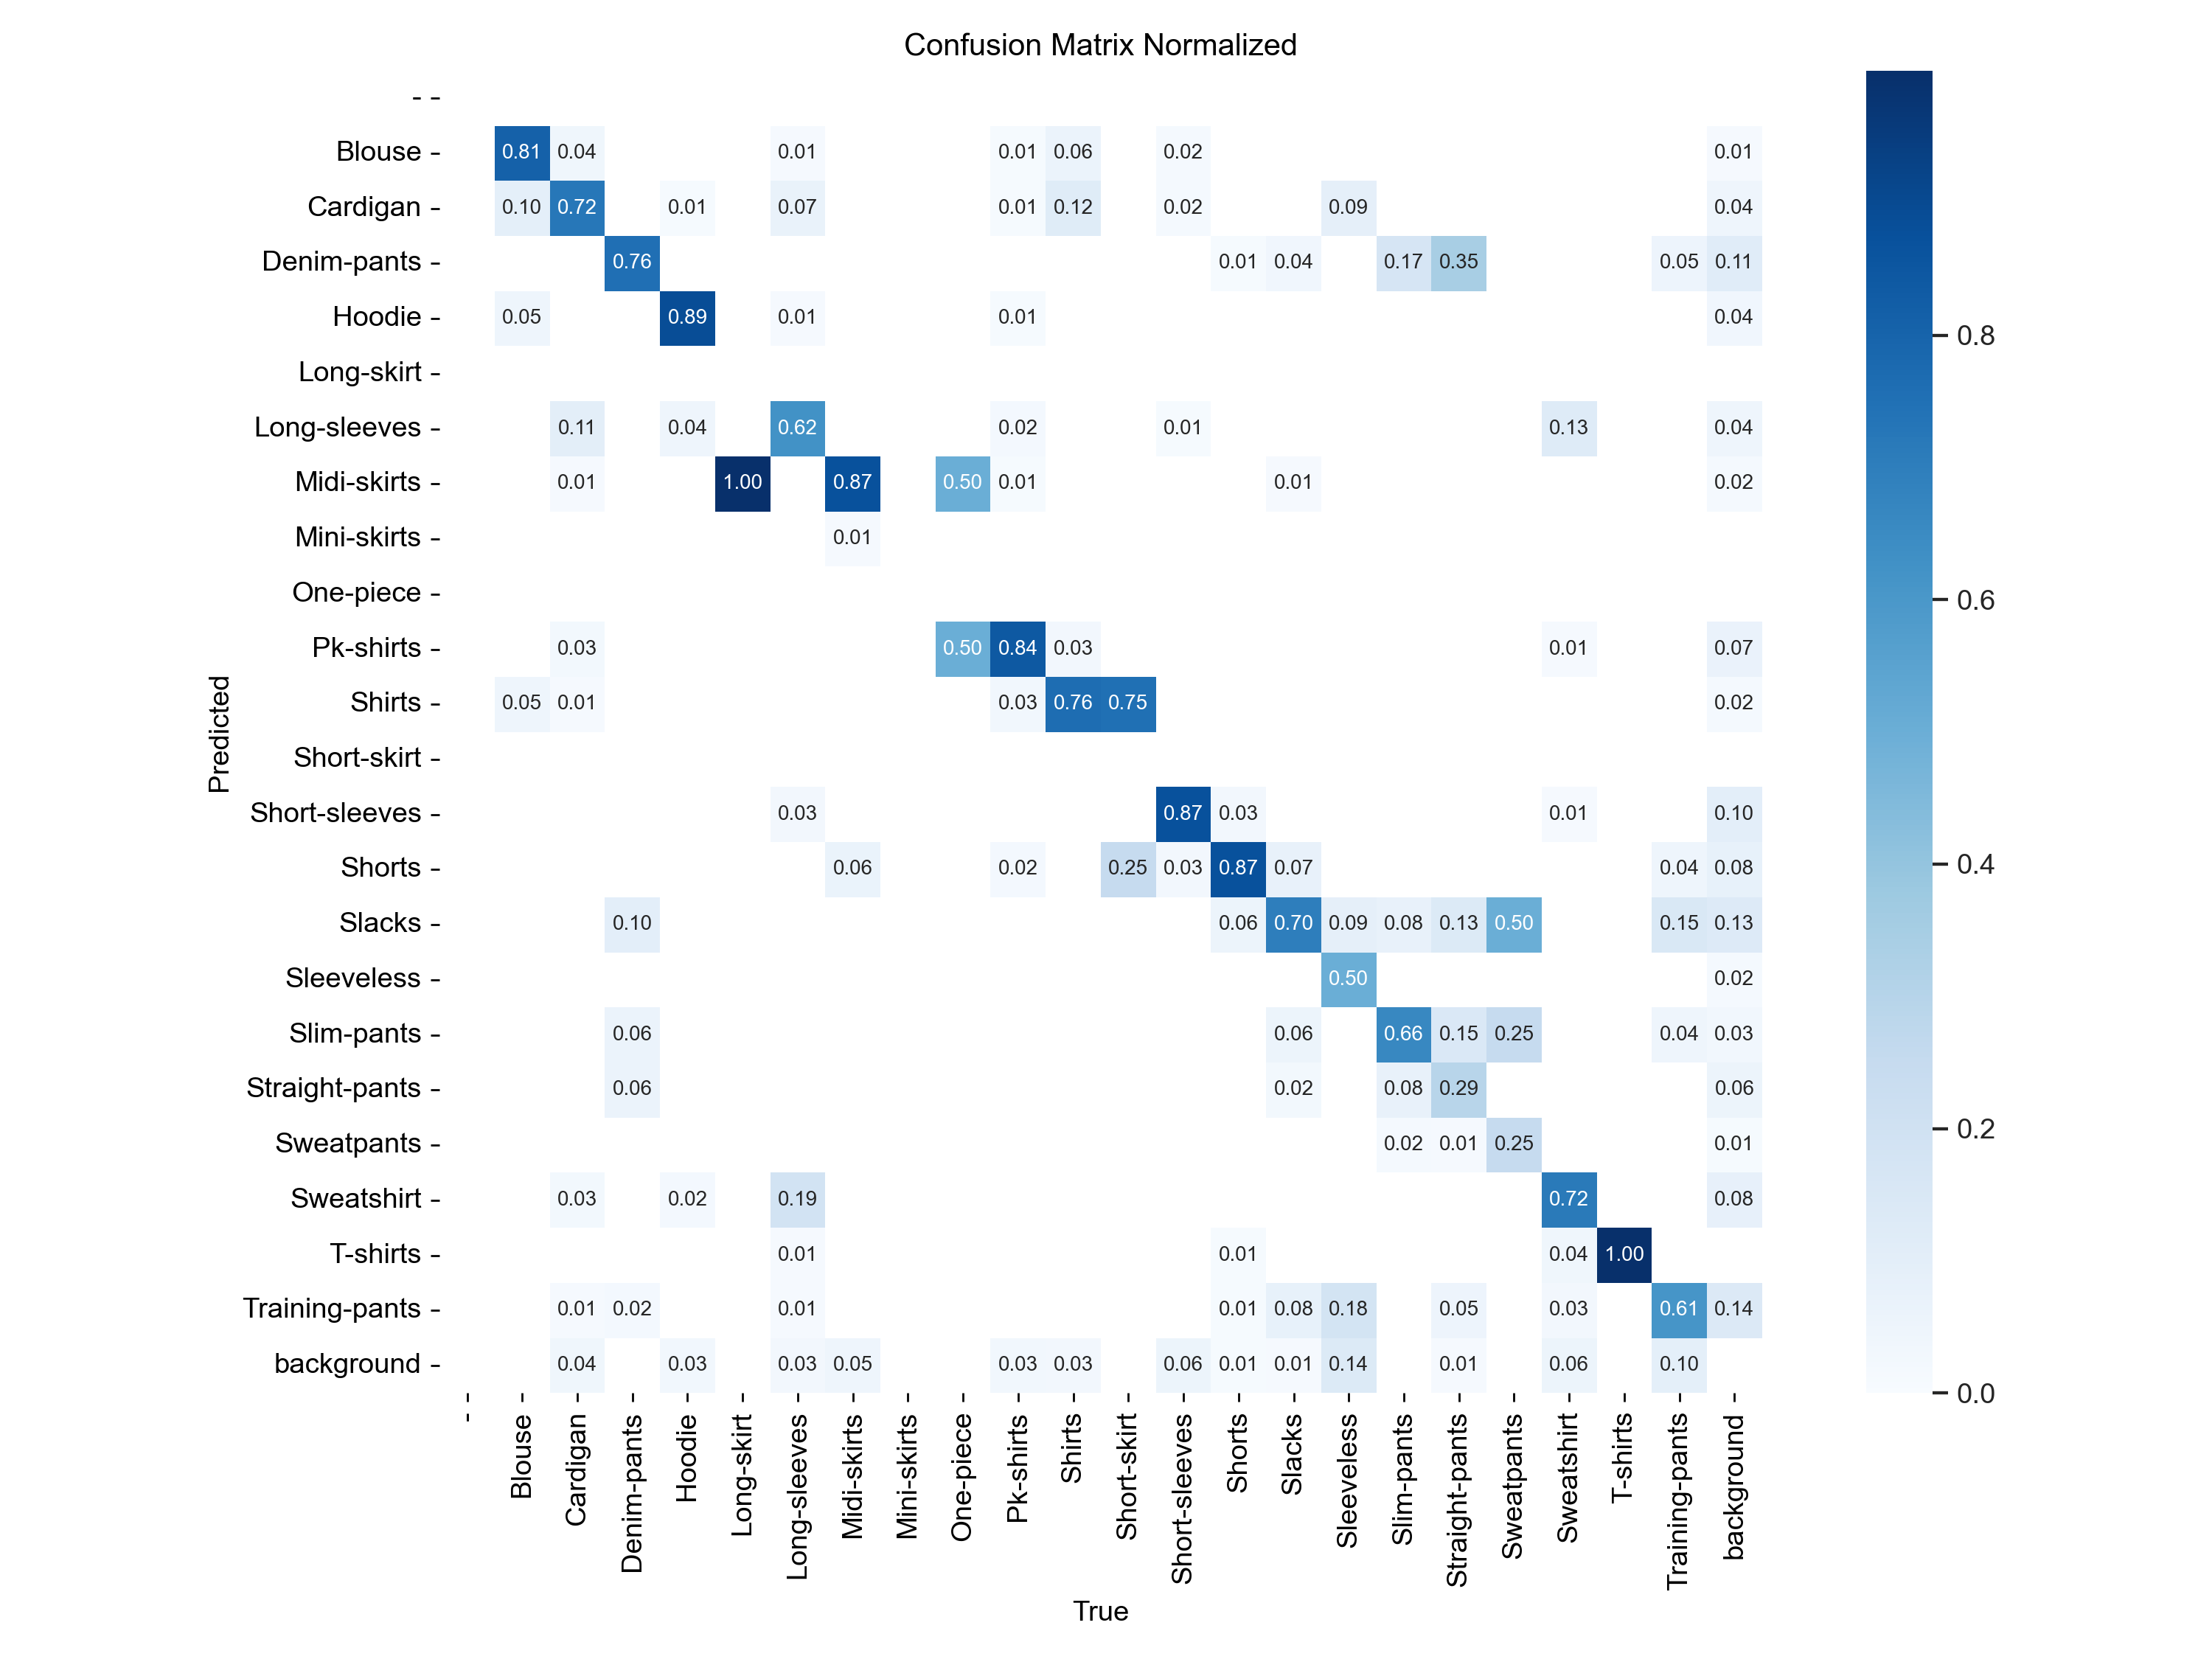 Confusion Matrix Normalized
- -
Blouse - 0.81 0.04 0.01 0.01 0.06 0.02 0.01
Cardigan - 0.10 0.72 0.01 0.07 0.01 0.12 0.02 0.09 0.04
Denim-pants - 0.76 0.01 0.04 0.17 0.35 0.05 0.11
Hoodie - 0.05 0.89 0.01 0.01 0.04
Long-skirt -
Long-sleeves - 0.11 0.04 0.62 0.02 0.01 0.13 0.04
Midi-skirts - 0.01 1.00 0.87 0.50 0.01 0.01 0.02
Mini-skirts - 0.01
One-piece -
Pk-shirts - 0.03 0.50 0.84 0.03 0.01 0.07
Shirts - 0.05 0.01 0.03 0.76 0.75 0.02
Short-skirt -
Short-sleeves - 0.03 0.87 0.03 0.01 0.10
Shorts - 0.06 0.02 0.25 0.03 0.87 0.07 0.04 0.08
Slacks - 0.10 0.06 0.70 0.09 0.08 0.13 0.50 0.15 0.13
Sleeveless - 0.50 0.02
Slim-pants - 0.06 0.06 0.66 0.15 0.25 0.04 0.03
Straight-pants - 0.06 0.02 0.08 0.29 0.06
Sweatpants - 0.02 0.01 0.25 0.01
Sweatshirt - 0.03 0.02 0.19 0.72 0.08
T-shirts - 0.01 0.01 0.04 1.00
Training-pants - 0.01 0.02 0.01 0.01 0.08 0.18 0.05 0.03 0.61 0.14
background - 0.04 0.03 0.03 0.05 0.03 0.03 0.06 0.01 0.01 0.14 0.01 0.06 0.10
Predicted
- -
Blouse -
Cardigan -
Denim-pants -
Hoodie -
Long-skirt -
Long-sleeves -
Midi-skirts -
Mini-skirts -
One-piece -
Pk-shirts -
Shirts -
Short-skirt -
Short-sleeves -
Shorts -
Slacks -
Sleeveless -
Slim-pants -
Straight-pants -
Sweatpants -
Sweatshirt -
T-shirts -
Training-pants -
background -
True
0.8
0.6
0.4
0.2
0.0